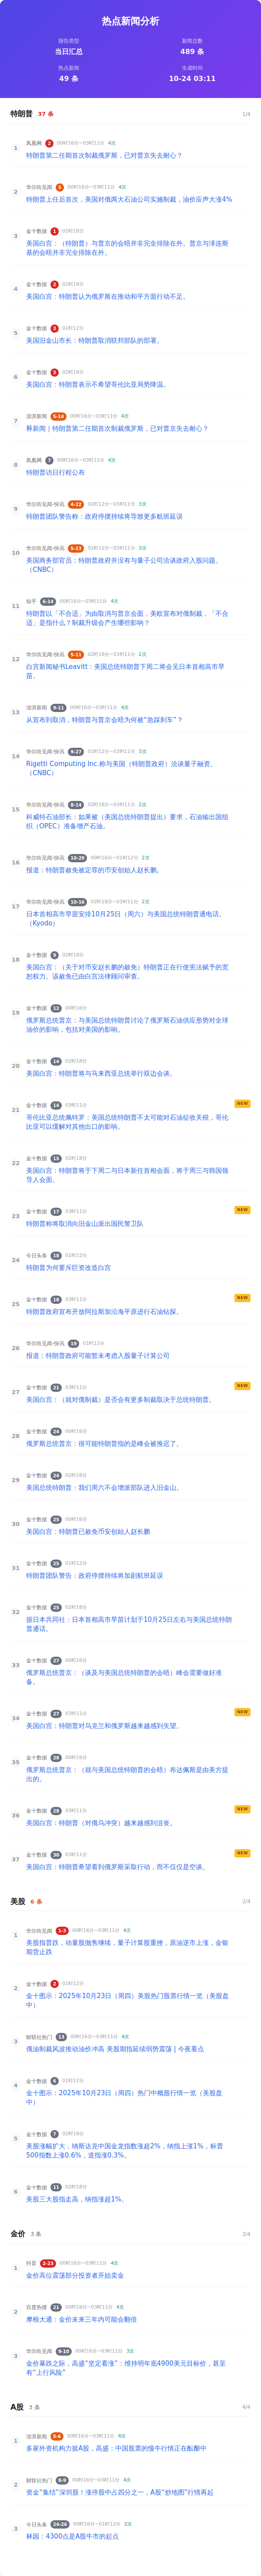 热点新闻分析
报告类型
当日汇总
新闻总数
489 条
热点新闻
49 条
生成时间
10-24 03:11
特朗普 37 条 1/4
1
凤凰网 2 00时16分~03时11分 4次
特朗普第二任期首次制裁俄罗斯，已对普京失去耐心？
2
华尔街见闻 5 00时16分~03时11分 4次
特朗普上任后首次，美国对俄两大石油公司实施制裁，油价应声大涨4%
3
金十数据 1 02时18分
美国白宫：（特朗普）与普京的会晤并非完全排除在外。普京与泽连斯
基的会晤并非完全排除在外。
4
金十数据 2 02时18分
美国白宫：特朗普认为俄罗斯在推动和平方面行动不足。
5
金十数据 3 01时12分
美国旧金山市长：特朗普取消联邦部队的部署。
6
金十数据 3 02时18分
美国白宫：特朗普表示不希望哥伦比亚局势降温。
7
澎湃新闻 5-14 00时16分~03时11分 4次
释新闻｜特朗普第二任期首次制裁俄罗斯，已对普京失去耐心？
8
凤凰网 7 00时16分~03时11分 4次
特朗普访日行程公布
9
华尔街见闻-快讯 4-22 01时12分~03时11分 3次
特朗普团队警告称：政府停摆持续将导致更多航班延误
10
华尔街见闻-快讯 5-23 01时12分~03时11分 3次
美国商务部官员：特朗普政府并没有与量子公司洽谈政府入股问题。
（CNBC）
11
知乎 6-14 00时16分~03时11分 4次
特朗普以「不合适」为由取消与普京会面，美欧宣布对俄制裁，「不合
适」是指什么？制裁升级会产生哪些影响？
12
华尔街见闻-快讯 5-11 02时18分~03时11分 2次
白宫新闻秘书Leavitt：美国总统特朗普下周二将会见日本首相高市早
苗。
13
澎湃新闻 9-11 00时16分~03时11分 4次
从宣布到取消，特朗普与普京会晤为何被“急踩刹车”？
14
华尔街见闻-快讯 9-27 01时12分~03时11分 3次
Rigetti Computing Inc.称与美国（特朗普政府）洽谈量子融资。
（CNBC）
15
华尔街见闻-快讯 8-14 02时18分~03时11分 2次
科威特石油部长：如果被（美国总统特朗普提出）要求，石油输出国组
织（OPEC）准备增产石油。
16
华尔街见闻-快讯 10-29 00时16分~01时12分 2次
报道：特朗普赦免被定罪的币安创始人赵长鹏。
17
华尔街见闻-快讯 10-16 02时18分~03时11分 2次
日本首相高市早苗安排10月25日（周六）与美国总统特朗普通电话。
（Kyodo）
18
金十数据 9 02时18分
美国白宫：（关于对币安赵长鹏的赦免）特朗普正在行使宪法赋予的宽
恕权力。该赦免已由白宫法律顾问审查。
19
金十数据 12 00时16分
俄罗斯总统普京：与美国总统特朗普讨论了俄罗斯石油供应形势对全球
油价的影响，包括对美国的影响。
20
金十数据 14 02时18分
美国白宫：特朗普将与马来西亚总统举行双边会谈。
21
金十数据 14 03时11分
NEW
哥伦比亚总统佩特罗：美国总统特朗普不太可能对石油征收关税，哥伦
比亚可以缓解对其他出口的影响。
22
金十数据 15 02时18分
美国白宫：特朗普将于下周二与日本新任首相会面，将于周三与韩国领
导人会面。
23
金十数据 17 03时11分
NEW
特朗普称将取消向旧金山派出国民警卫队
24
今日头条 18 01时12分
特朗普为何要斥巨资改造白宫
25
金十数据 18 03时11分
NEW
特朗普政府宣布开放阿拉斯加沿海平原进行石油钻探。
26
华尔街见闻-快讯 19 01时12分
报道：特朗普政府可能暂未考虑入股量子计算公司
27
金十数据 21 03时11分
NEW
美国白宫：（就对俄制裁）是否会有更多制裁取决于总统特朗普。
28
金十数据 24 00时16分
俄罗斯总统普京：很可能特朗普指的是峰会被推迟了。
29
金十数据 24 02时18分
美国总统特朗普：我们周六不会增派部队进入旧金山。
30
金十数据 25 00时16分
美国白宫：特朗普已赦免币安创始人赵长鹏
31
金十数据 25 01时12分
特朗普团队警告：政府停摆持续将加剧航班延误
32
金十数据 25 02时18分
据日本共同社：日本首相高市早苗计划于10月25日左右与美国总统特朗
普通话。
33
金十数据 27 00时16分
俄罗斯总统普京：（谈及与美国总统特朗普的会晤）峰会需要做好准
备。
34
金十数据 27 03时11分
NEW
美国白宫：特朗普对乌克兰和俄罗斯越来越感到失望。
35
金十数据 28 00时16分
俄罗斯总统普京：（就与美国总统特朗普的会晤）布达佩斯是由美方提
出的。
36
金十数据 28 03时11分
NEW
美国白宫：特朗普（对俄乌冲突）越来越感到沮丧。
37
金十数据 30 03时11分
NEW
美国白宫：特朗普希望看到俄罗斯采取行动，而不仅仅是空谈。
美股 6 条 2/4
1
华尔街见闻 1-3 00时16分~03时11分 4次
美股指普跌，动量股抛售继续，量子计算股重挫，原油逆市上涨，金银
期货止跌
2
金十数据 2 01时12分
金十图示：2025年10月23日（周四）美股热门股票行情一览（美股盘
中）
3
财联社热门 13 00时16分~03时11分 4次
俄油制裁风波推动油价冲高 美股期指延续弱势震荡 | 今夜看点
4
金十数据 6 01时12分
金十图示：2025年10月23日（周四）热门中概股行情一览（美股盘
中）
5
金十数据 7 02时18分
美股涨幅扩大，纳斯达克中国金龙指数涨超2%，纳指上涨1%，标普
500指数上涨0.6%，道指涨0.3%。
6
金十数据 11 02时18分
美股三大股指走高，纳指涨超1%。
金价 3 条 3/4
1
抖音 2-23 00时16分~03时11分 4次
金价高位震荡部分投资者开始卖金
2
百度热搜 21 00时16分~03时11分 4次
摩根大通：金价未来三年内可能会翻倍
3
华尔街见闻 9-10 00时16分~03时11分 3次
金价暴跌之际，高盛“坚定看涨”：维持明年底4900美元目标价，甚至
有“上行风险”
A股 3 条 4/4
1
澎湃新闻 5-6 00时16分~03时11分 4次
多家外资机构力挺A股，高盛：中国股票的慢牛行情正在酝酿中
2
财联社热门 8-9 00时16分~03时11分 4次
资金“集结”深圳股！涨停股中占四分之一，A股“炒地图”行情再起
3
今日头条 24-26 00时16分~01时12分 2次
林园：4300点是A股牛市的起点